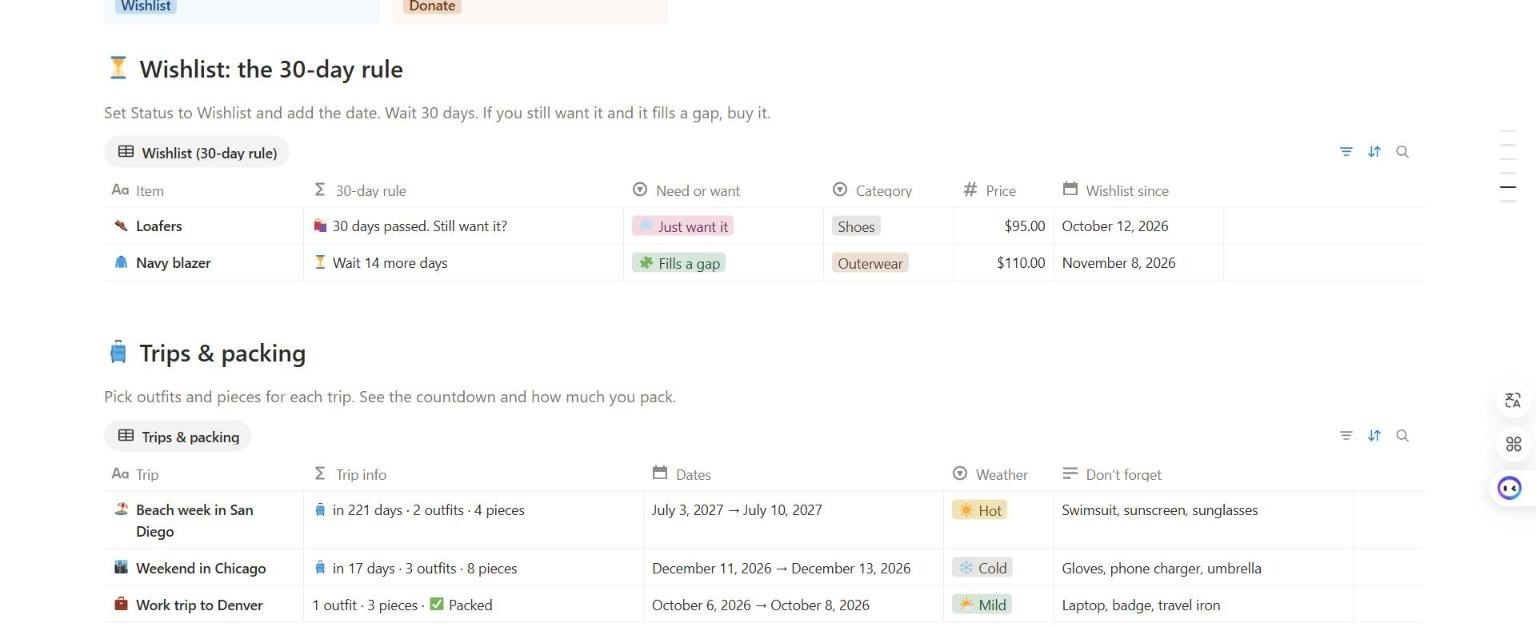 Wishlist
Donate
Wishlist: the 30-day rule
Set Status to Wishlist and add the date. Wait 30 days. If you still want it and it fills a gap, buy it.
Wishlist (30-day rule)
Aa Item Σ 30-day rule Need or want Category # Price Wishlist since
Loafers 30 days passed. Still want it? Just want it Shoes $95.00 October 12, 2026
Navy blazer Wait 14 more days Fills a gap Outerwear $110.00 November 8, 2026
Trips & packing
Pick outfits and pieces for each trip. See the countdown and how much you pack.
Trips & packing
Aa Trip Σ Trip info Dates Weather Don't forget
Beach week in San in 221 days · 2 outfits · 4 pieces July 3, 2027 → July 10, 2027 Hot Swimsuit, sunscreen, sunglasses
Diego
Weekend in Chicago in 17 days · 3 outfits · 8 pieces December 11, 2026 → December 13, 2026 Cold Gloves, phone charger, umbrella
Work trip to Denver 1 outfit · 3 pieces · ✅ Packed October 6, 2026 → October 8, 2026 Mild Laptop, badge, travel iron